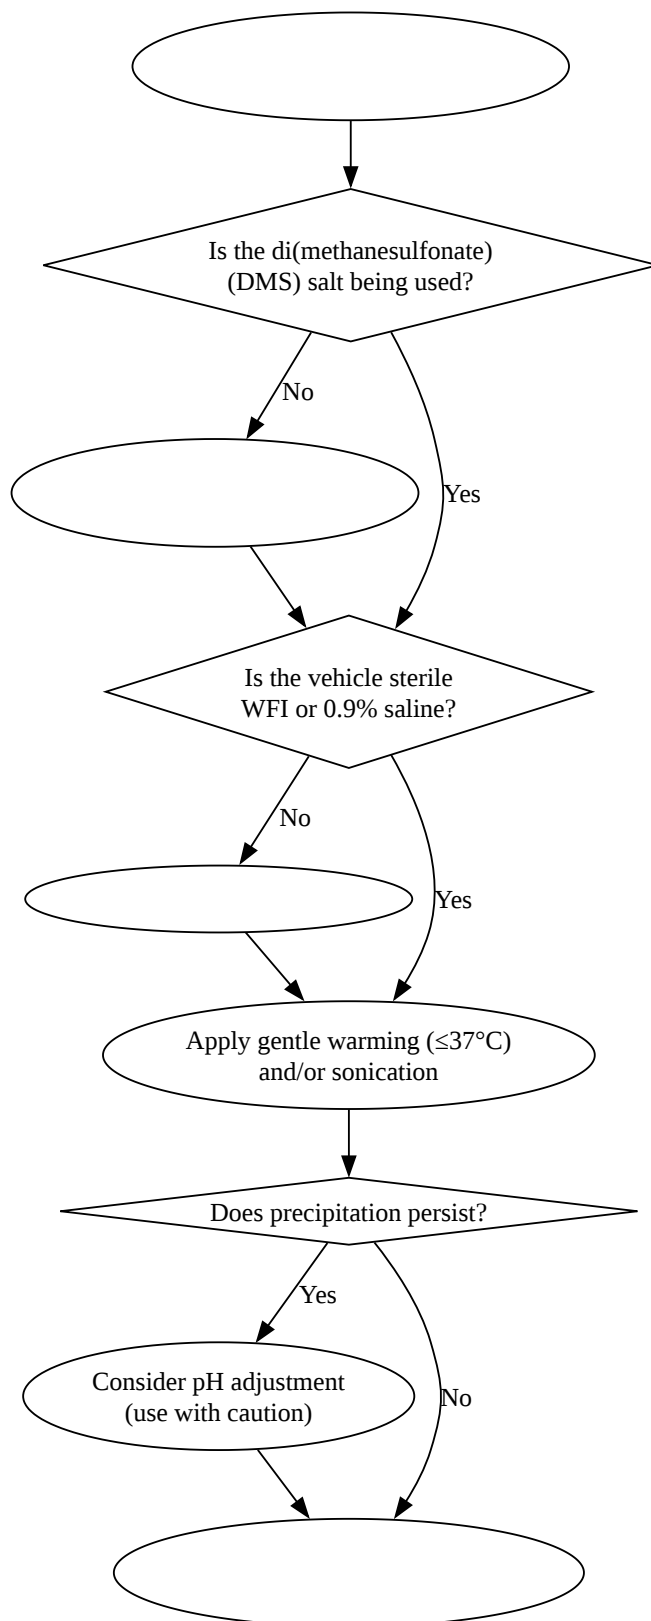 Is the di(methanesulfonate)
(DMS) salt being used?
No
Yes
Is the vehicle sterile
WFI or 0.9% saline?
No
Yes
Apply gentle warming (≤37°C)
and/or sonication
Does precipitation persist?
Yes
Consider pH adjustment
(use with caution)
No